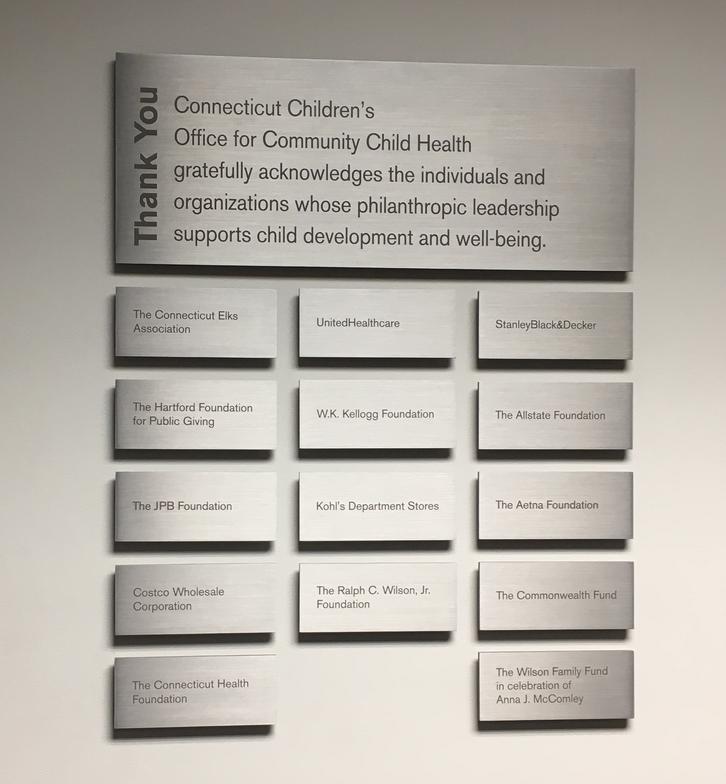 Thank You
Connecticut Children's
Office for Community Child Health
gratefully acknowledges the individuals and
organizations whose philanthropic leadership
supports child development and well-being.
The Connecticut Elks
Association
UnitedHealthcare
StanleyBlack&Decker
The Hartford Foundation
for Public Giving
W.K. Kellogg Foundation
The Allstate Foundation
The JPB Foundation
Kohl's Department Stores
The Aetna Foundation
Costco Wholesale
Corporation
The Ralph C. Wilson, Jr.
Foundation
The Commonwealth Fund
The Connecticut Health
Foundation
The Wilson Family Fund
in celebration of
Anna J. McComley